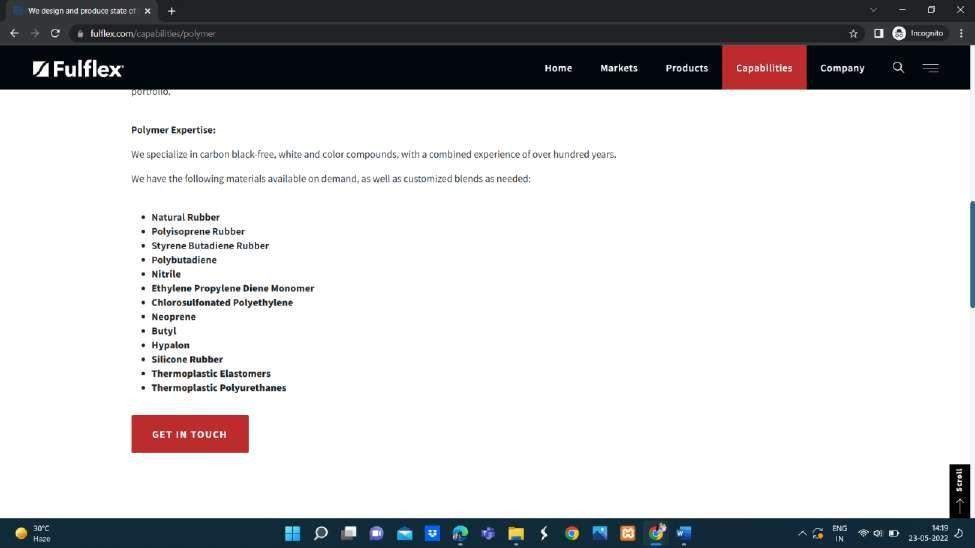 We design and produce state of
fulflex.com/capabilities/polymer
Incognito
Fulflex
Home
Markets
Products
Capabilities
Company
portfolio.
Polymer Expertise:
We specialize in carbon black-free, white and color compounds, with a combined experience of over hundred years.
We have the following materials available on demand, as well as customized blends as needed:
• Natural Rubber
• Polyisoprene Rubber
• Styrene Butadiene Rubber
• Polybutadiene
• Nitrile
• Ethylene Propylene Diene Monomer
• Chlorosulfonated Polyethylene
• Neoprene
• Butyl
• Hypalon
• Silicone Rubber
• Thermoplastic Elastomers
• Thermoplastic Polyurethanes
GET IN TOUCH
Scroll
30°C
Haze
ENG
IN
14:19
23-05-2022